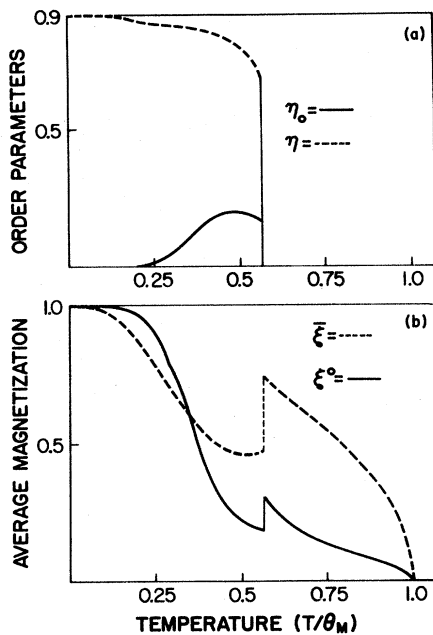 0.9
(a)
ORDER PARAMETERS
0.5
η₀=
η=
0.25
0.5
0.75
1.0
1.0
(b)
ξ̄=
ξ°=
AVERAGE MAGNETIZATION
0.5
0.25
0.5
0.75
1.0
TEMPERATURE (T/θ_M)